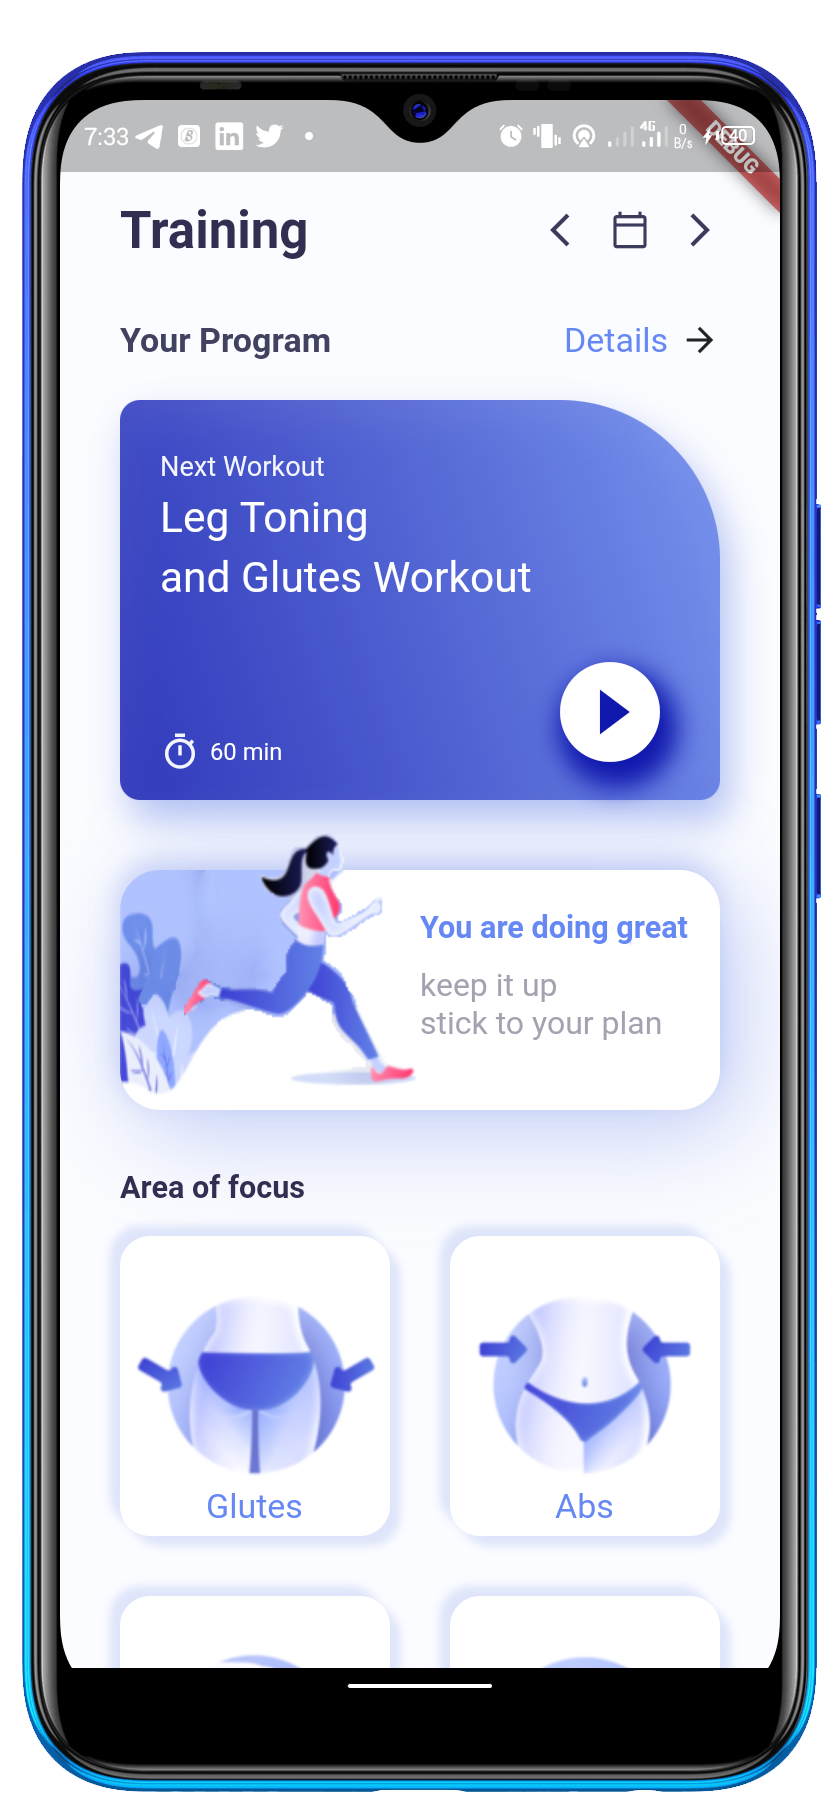 7:33
4G
0
B/s
40
DEBUG
Training
Your Program
Details
Next Workout
Leg Toning
and Glutes Workout
60 min
You are doing great
keep it up
stick to your plan
Area of focus
Glutes
Abs